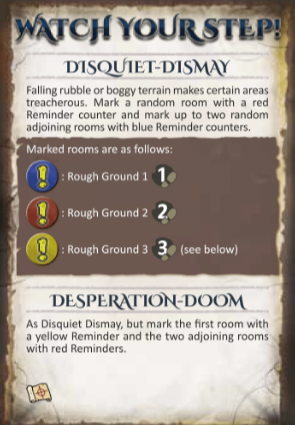 WATCH YOUR STEP!
DISQUIET-DISMAY
Falling rubble or boggy terrain makes certain areas
treacherous. Mark a random room with a red
Reminder counter and mark up to two random
adjoining rooms with blue Reminder counters.
Marked rooms are as follows:
! : Rough Ground 1 1
! : Rough Ground 2 2
! : Rough Ground 3 3 (see below)
DESPERATION-DOOM
As Disquiet Dismay, but mark the first room with
a yellow Reminder and the two adjoining rooms
with red Reminders.